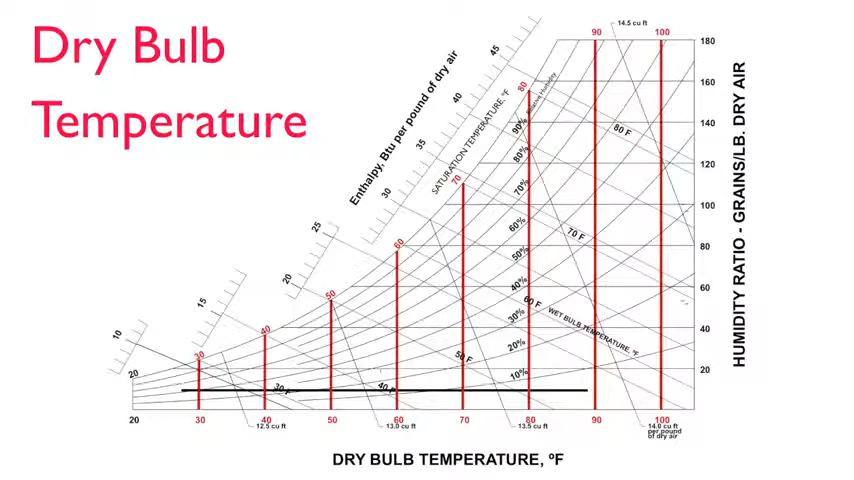 Dry Bulb
Temperature
14.5 cu ft
90
100
180
45
Enthalpy, Btu per pound of dry air
SATURATION TEMPERATURE, °F
Relative Humidity
80
160
40
90%
140
80 F
35
80%
120
70
70%
30
100
60%
25
70 F
60
50%
80
20
50
40%
60
15
60 F
WET BULB TEMPERATURE, °F
30%
40
10
40
20%
50 F
30
20
10%
20
30 F
40 F
HUMIDITY RATIO - GRAINS/LB. DRY AIR
20
30
40
50
60
70
80
90
100
12.5 cu ft
13.0 cu ft
13.5 cu ft
14.0 cu ft
per pound
of dry air
DRY BULB TEMPERATURE, ºF